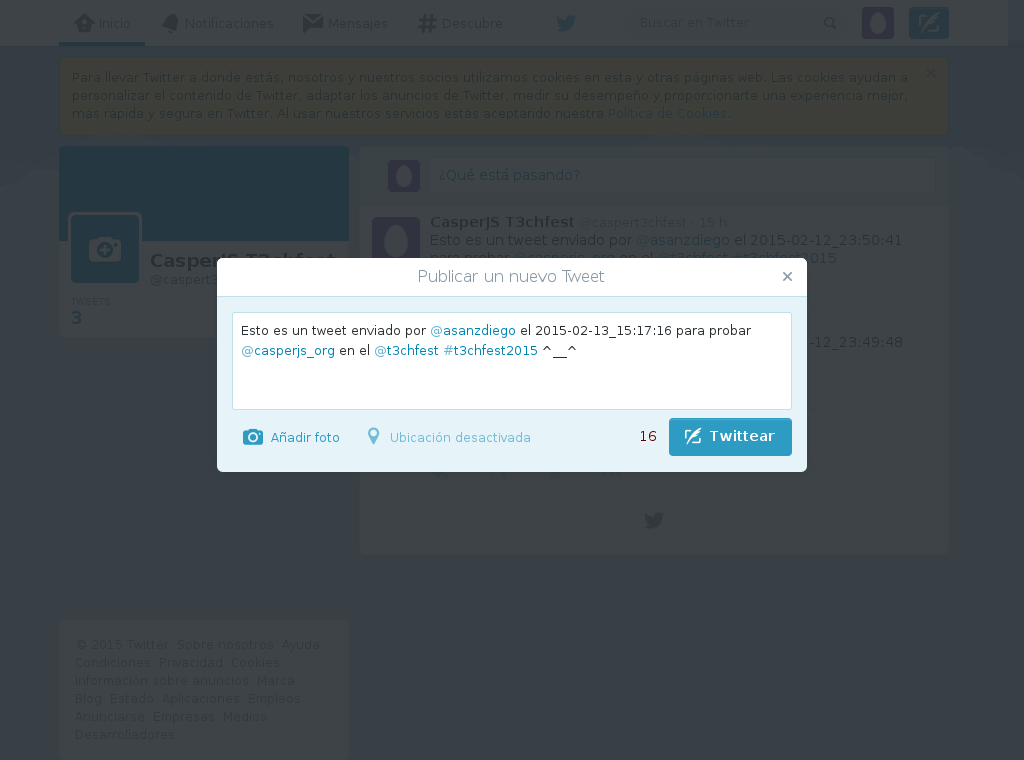 Inicio Notificaciones Mensajes Descubre Buscar en Twitter
Para llevar Twitter a donde estás, nosotros y nuestros socios utilizamos cookies en esta y otras páginas web. Las cookies ayudan a
personalizar el contenido de Twitter, adaptar los anuncios de Twitter, medir su desempeño y proporcionarte una experiencia mejor,
más rápida y segura en Twitter. Al usar nuestros servicios estás aceptando nuestra Política de Cookies.
¿Qué está pasando?
CasperJS T3chfest @caspert3chfest · 15 h
Esto es un tweet enviado por @asanzdiego el 2015-02-12_23:50:41
para probar @casperjs_org en el @t3chfest #t3chfest2015
CasperJS T3chfest
@caspert3
TWEETS
3
Publicar un nuevo Tweet
Esto es un tweet enviado por @asanzdiego el 2015-02-13_15:17:16 para probar
@casperjs_org en el @t3chfest #t3chfest2015 ^__^
-12_23:49:48
Añadir foto Ubicación desactivada 16 Twittear
© 2015 Twitter Sobre nosotros Ayuda
Condiciones Privacidad Cookies
Información sobre anuncios Marca
Blog Estado Aplicaciones Empleos
Anunciarse Empresas Medios
Desarrolladores